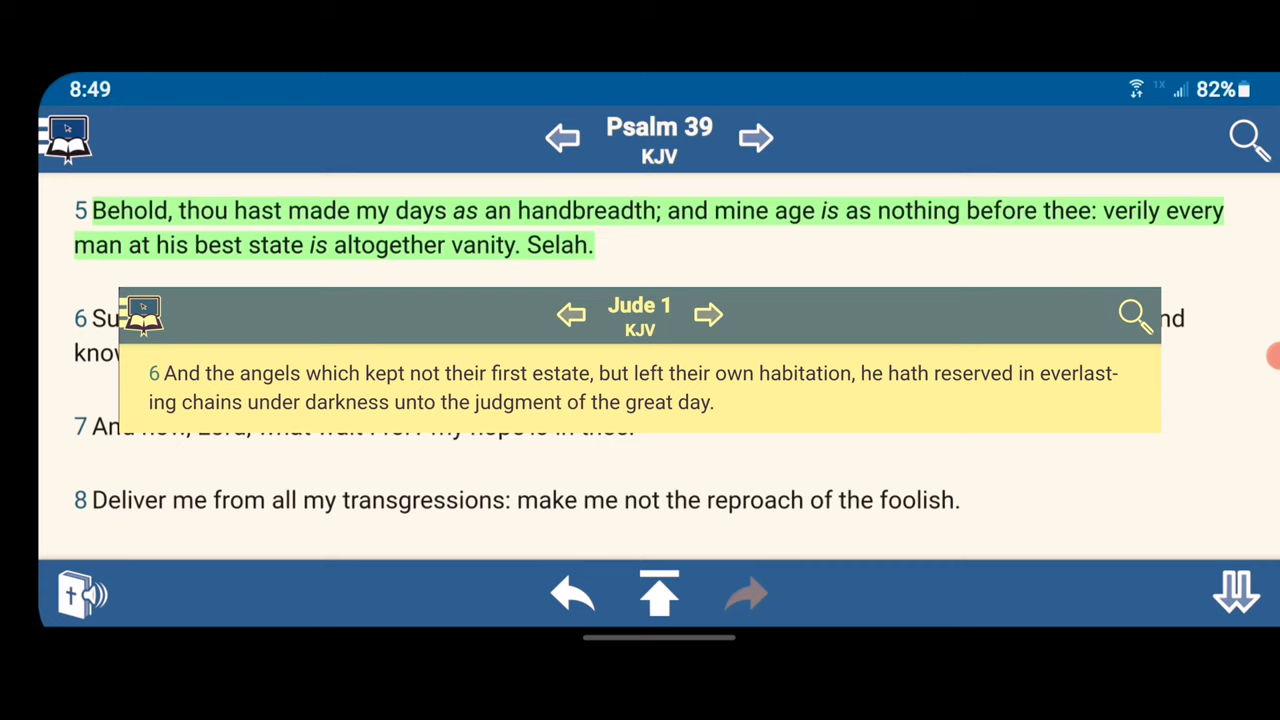 8:49
1X
82%
Psalm 39
KJV
5 Behold, thou hast made my days as an handbreadth; and mine age is as nothing before thee: verily every
man at his best state is altogether vanity. Selah.
6 Su
nd
Jude 1
KJV
kno
6 And the angels which kept not their first estate, but left their own habitation, he hath reserved in everlast-
ing chains under darkness unto the judgment of the great day.
7 An
8 Deliver me from all my transgressions: make me not the reproach of the foolish.